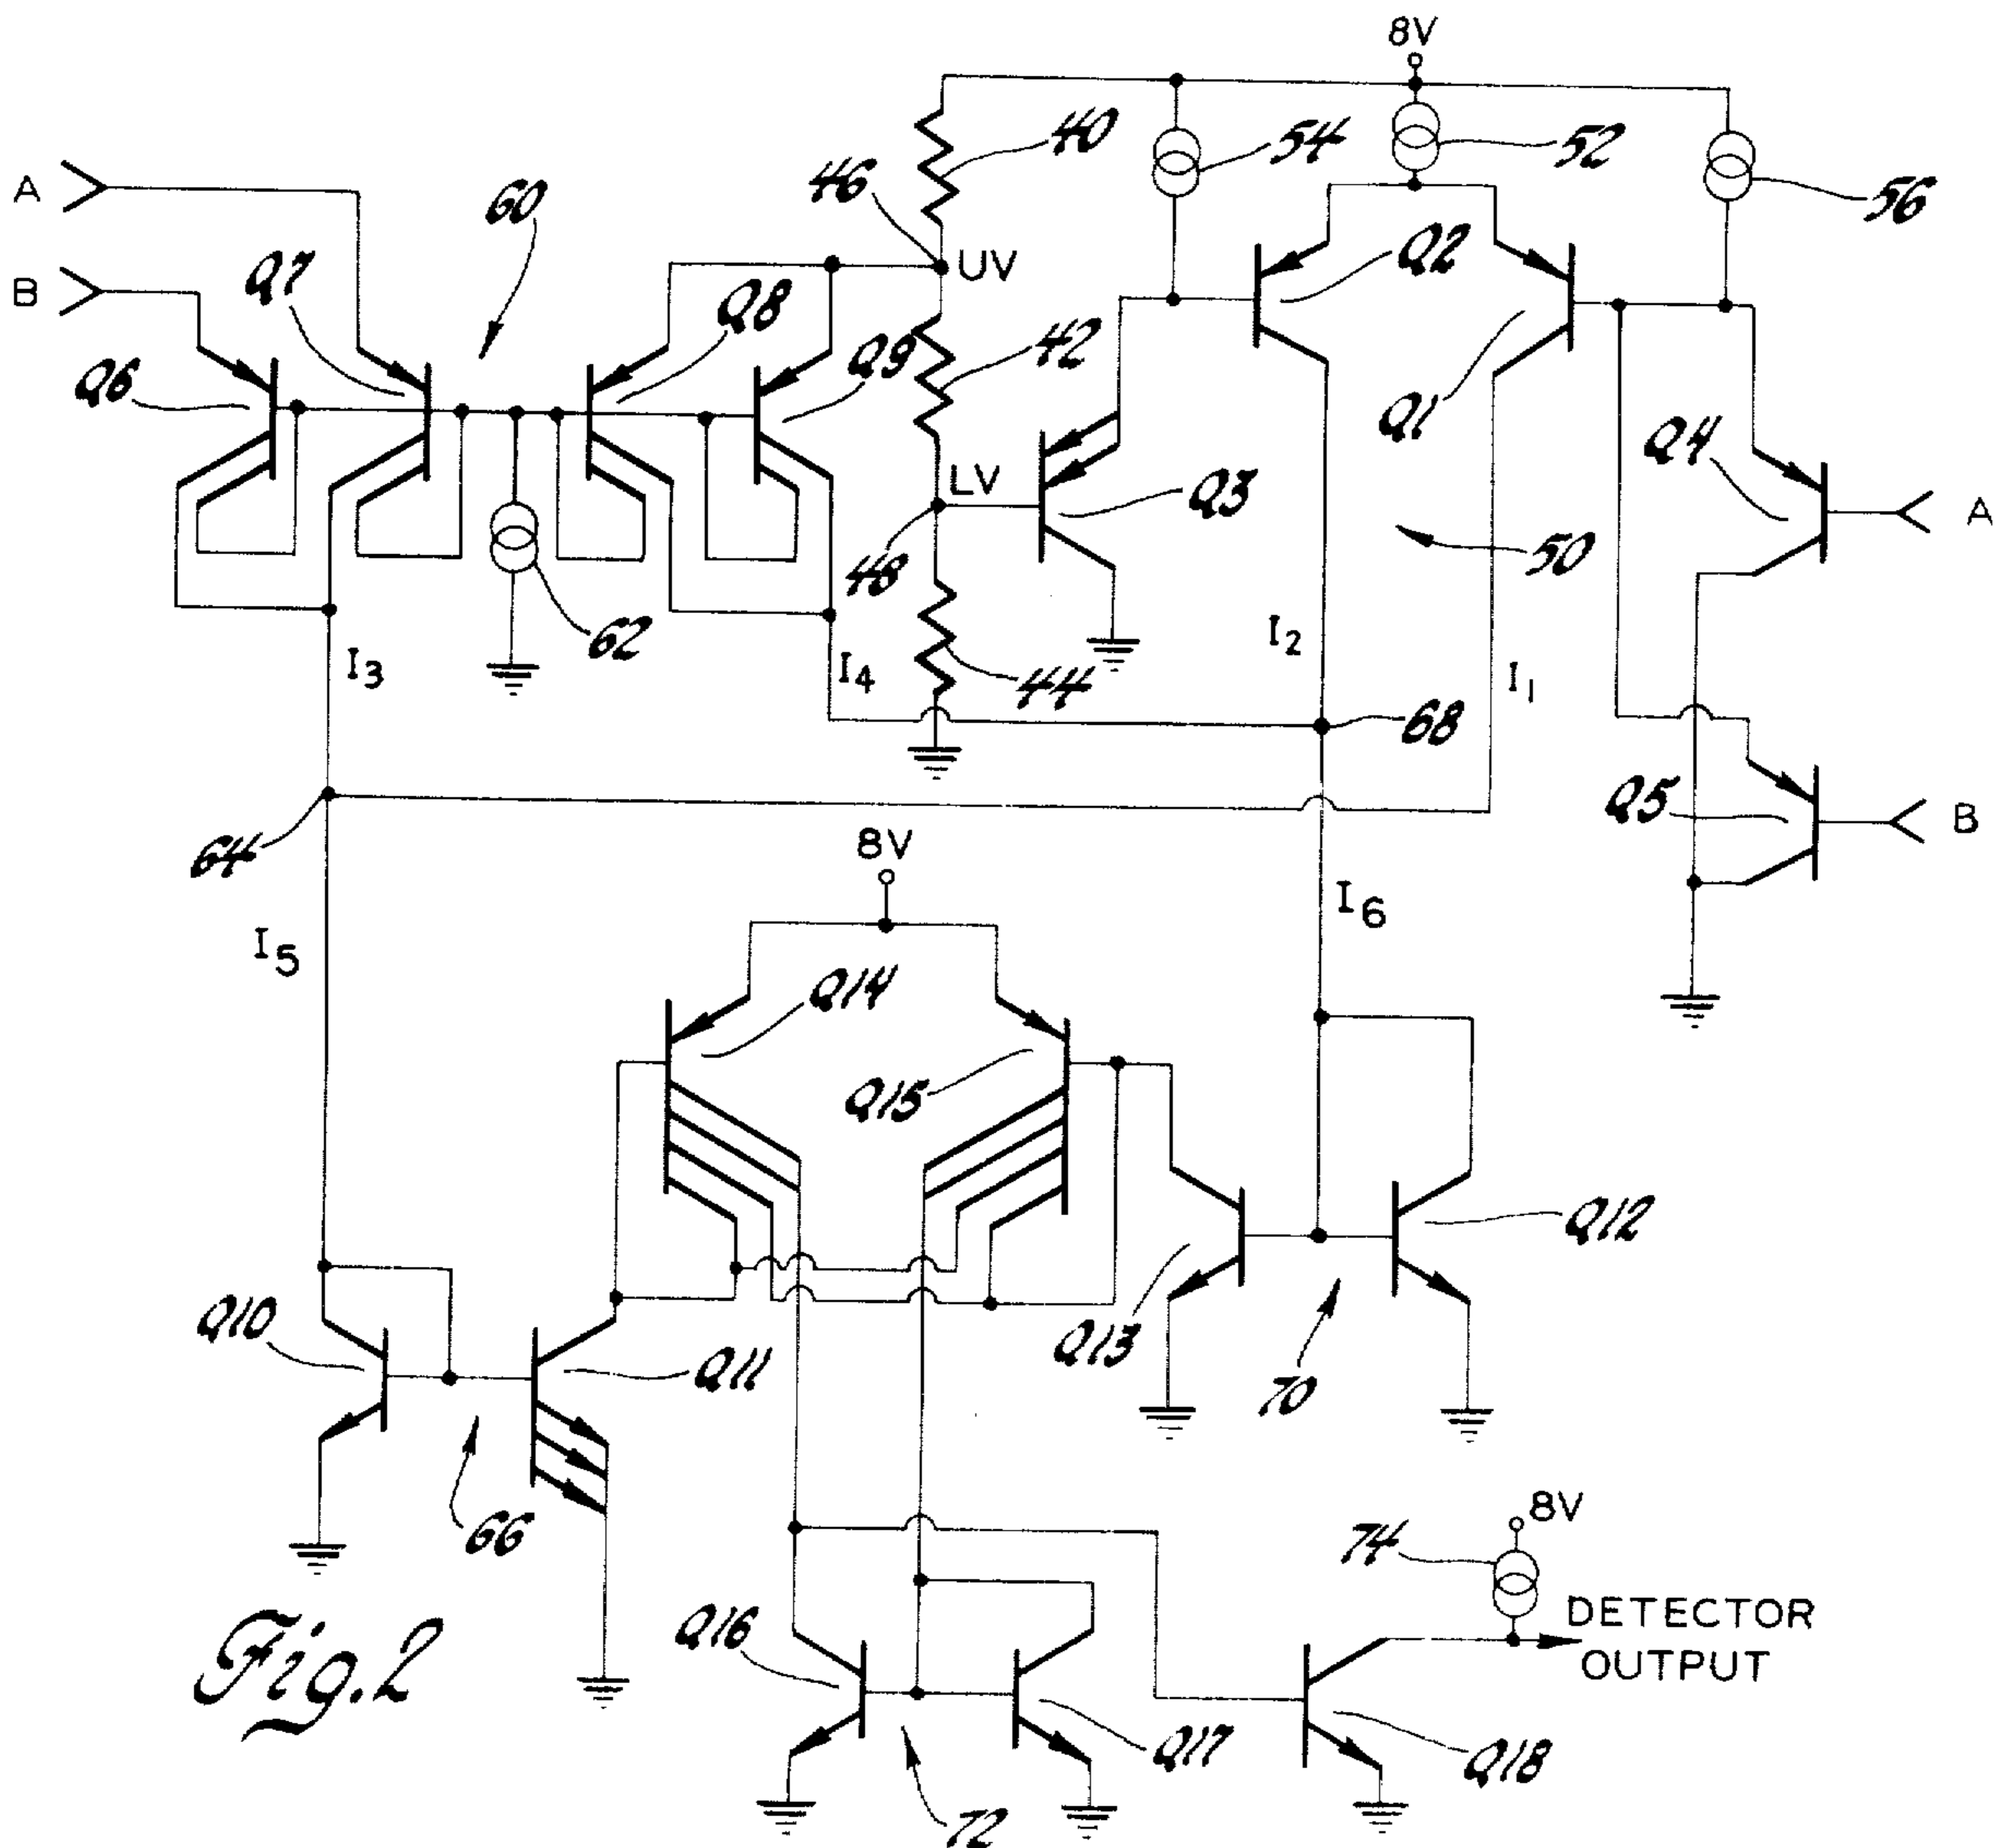 8V
40
54
52
56
A
60
46
UV
Q2
B
Q7
Q8
Q6
Q9
42
Q1
Q4
LV
Q3
A
48
50
62
I2
I3
I4
44
I1
68
Q5
B
64
8V
I6
I5
Q14
Q15
Q12
Q10
Q11
Q13
70
66
8V
74
DETECTOR
OUTPUT
Q16
Q17
Q18
72
Fig. 2